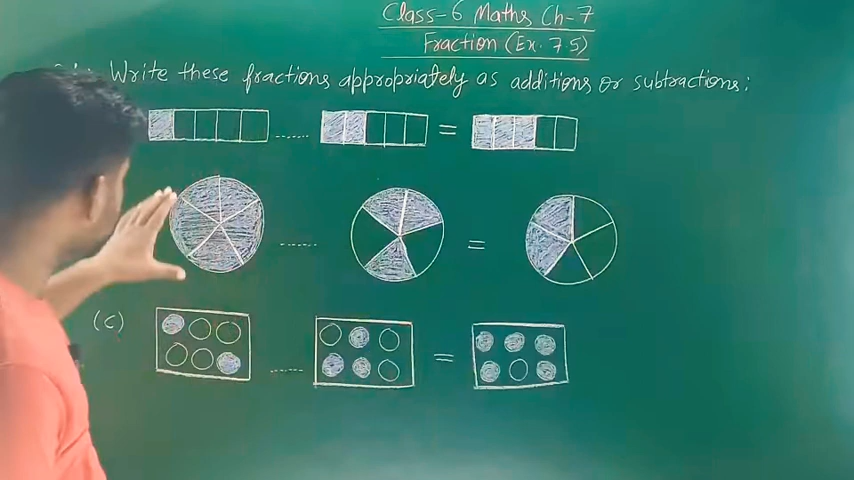 Class-6 Maths Ch-7
Fraction (Ex. 7.5)
Write these fractions appropriately as additions or subtractions:
...... =
...... =
(c) ...... =